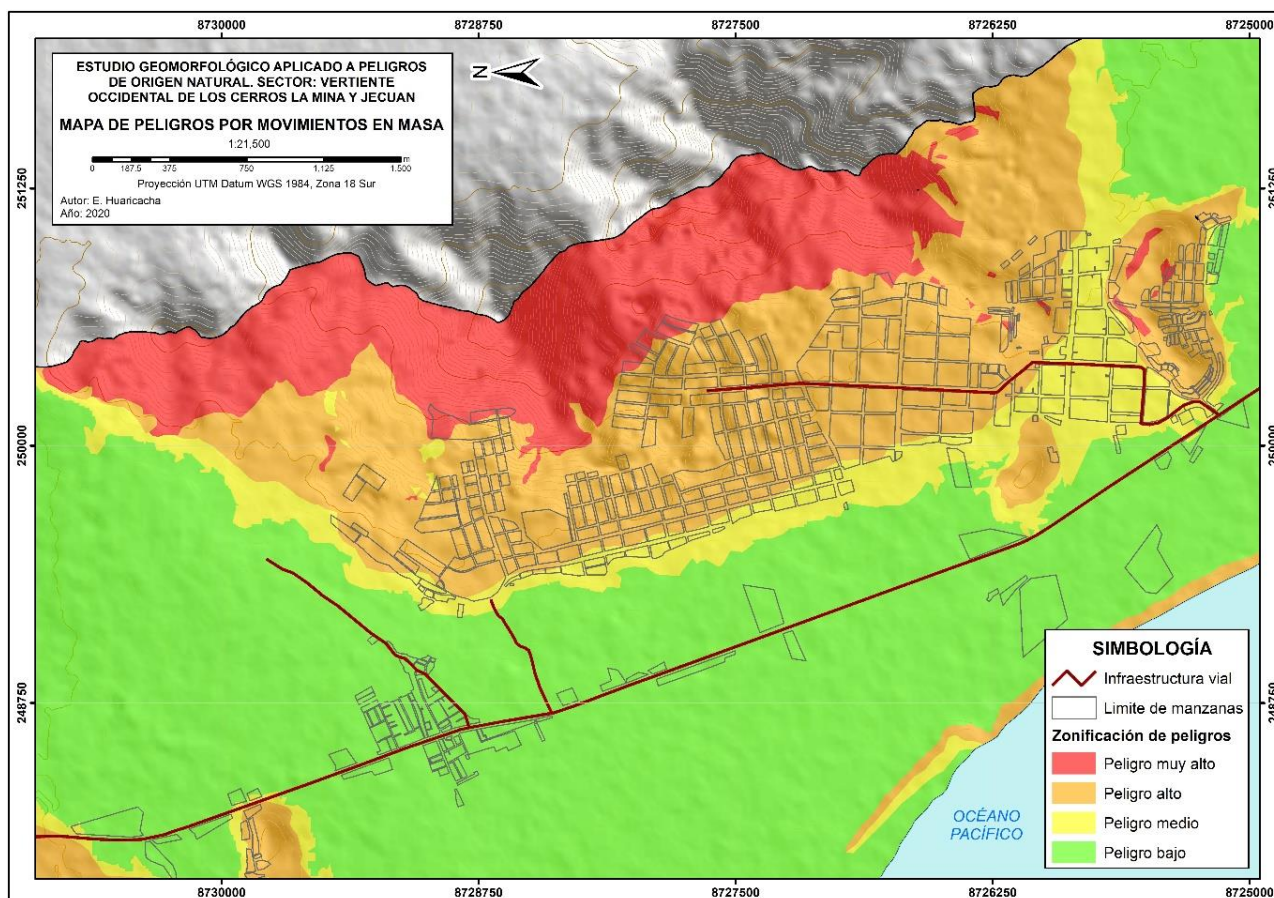 8730000
8728750
8727500
8726250
8725000
ESTUDIO GEOMORFOLÓGICO APLICADO A PELIGROS
DE ORIGEN NATURAL. SECTOR: VERTIENTE
OCCIDENTAL DE LOS CERROS LA MINA Y JECUAN
MAPA DE PELIGROS POR MOVIMIENTOS EN MASA
1:21,500
0 187.5 375 750 1.125 1.500 m
Proyección UTM Datum WGS 1984, Zona 18 Sur
Autor: E. Huaricacha
Año: 2020
N
251250
251250
250000
250000
248750
248750
SIMBOLOGÍA
Infraestructura vial
Limite de manzanas
Zonificación de peligros
Peligro muy alto
Peligro alto
Peligro medio
Peligro bajo
OCÉANO
PACÍFICO
8730000
8728750
8727500
8726250
8725000